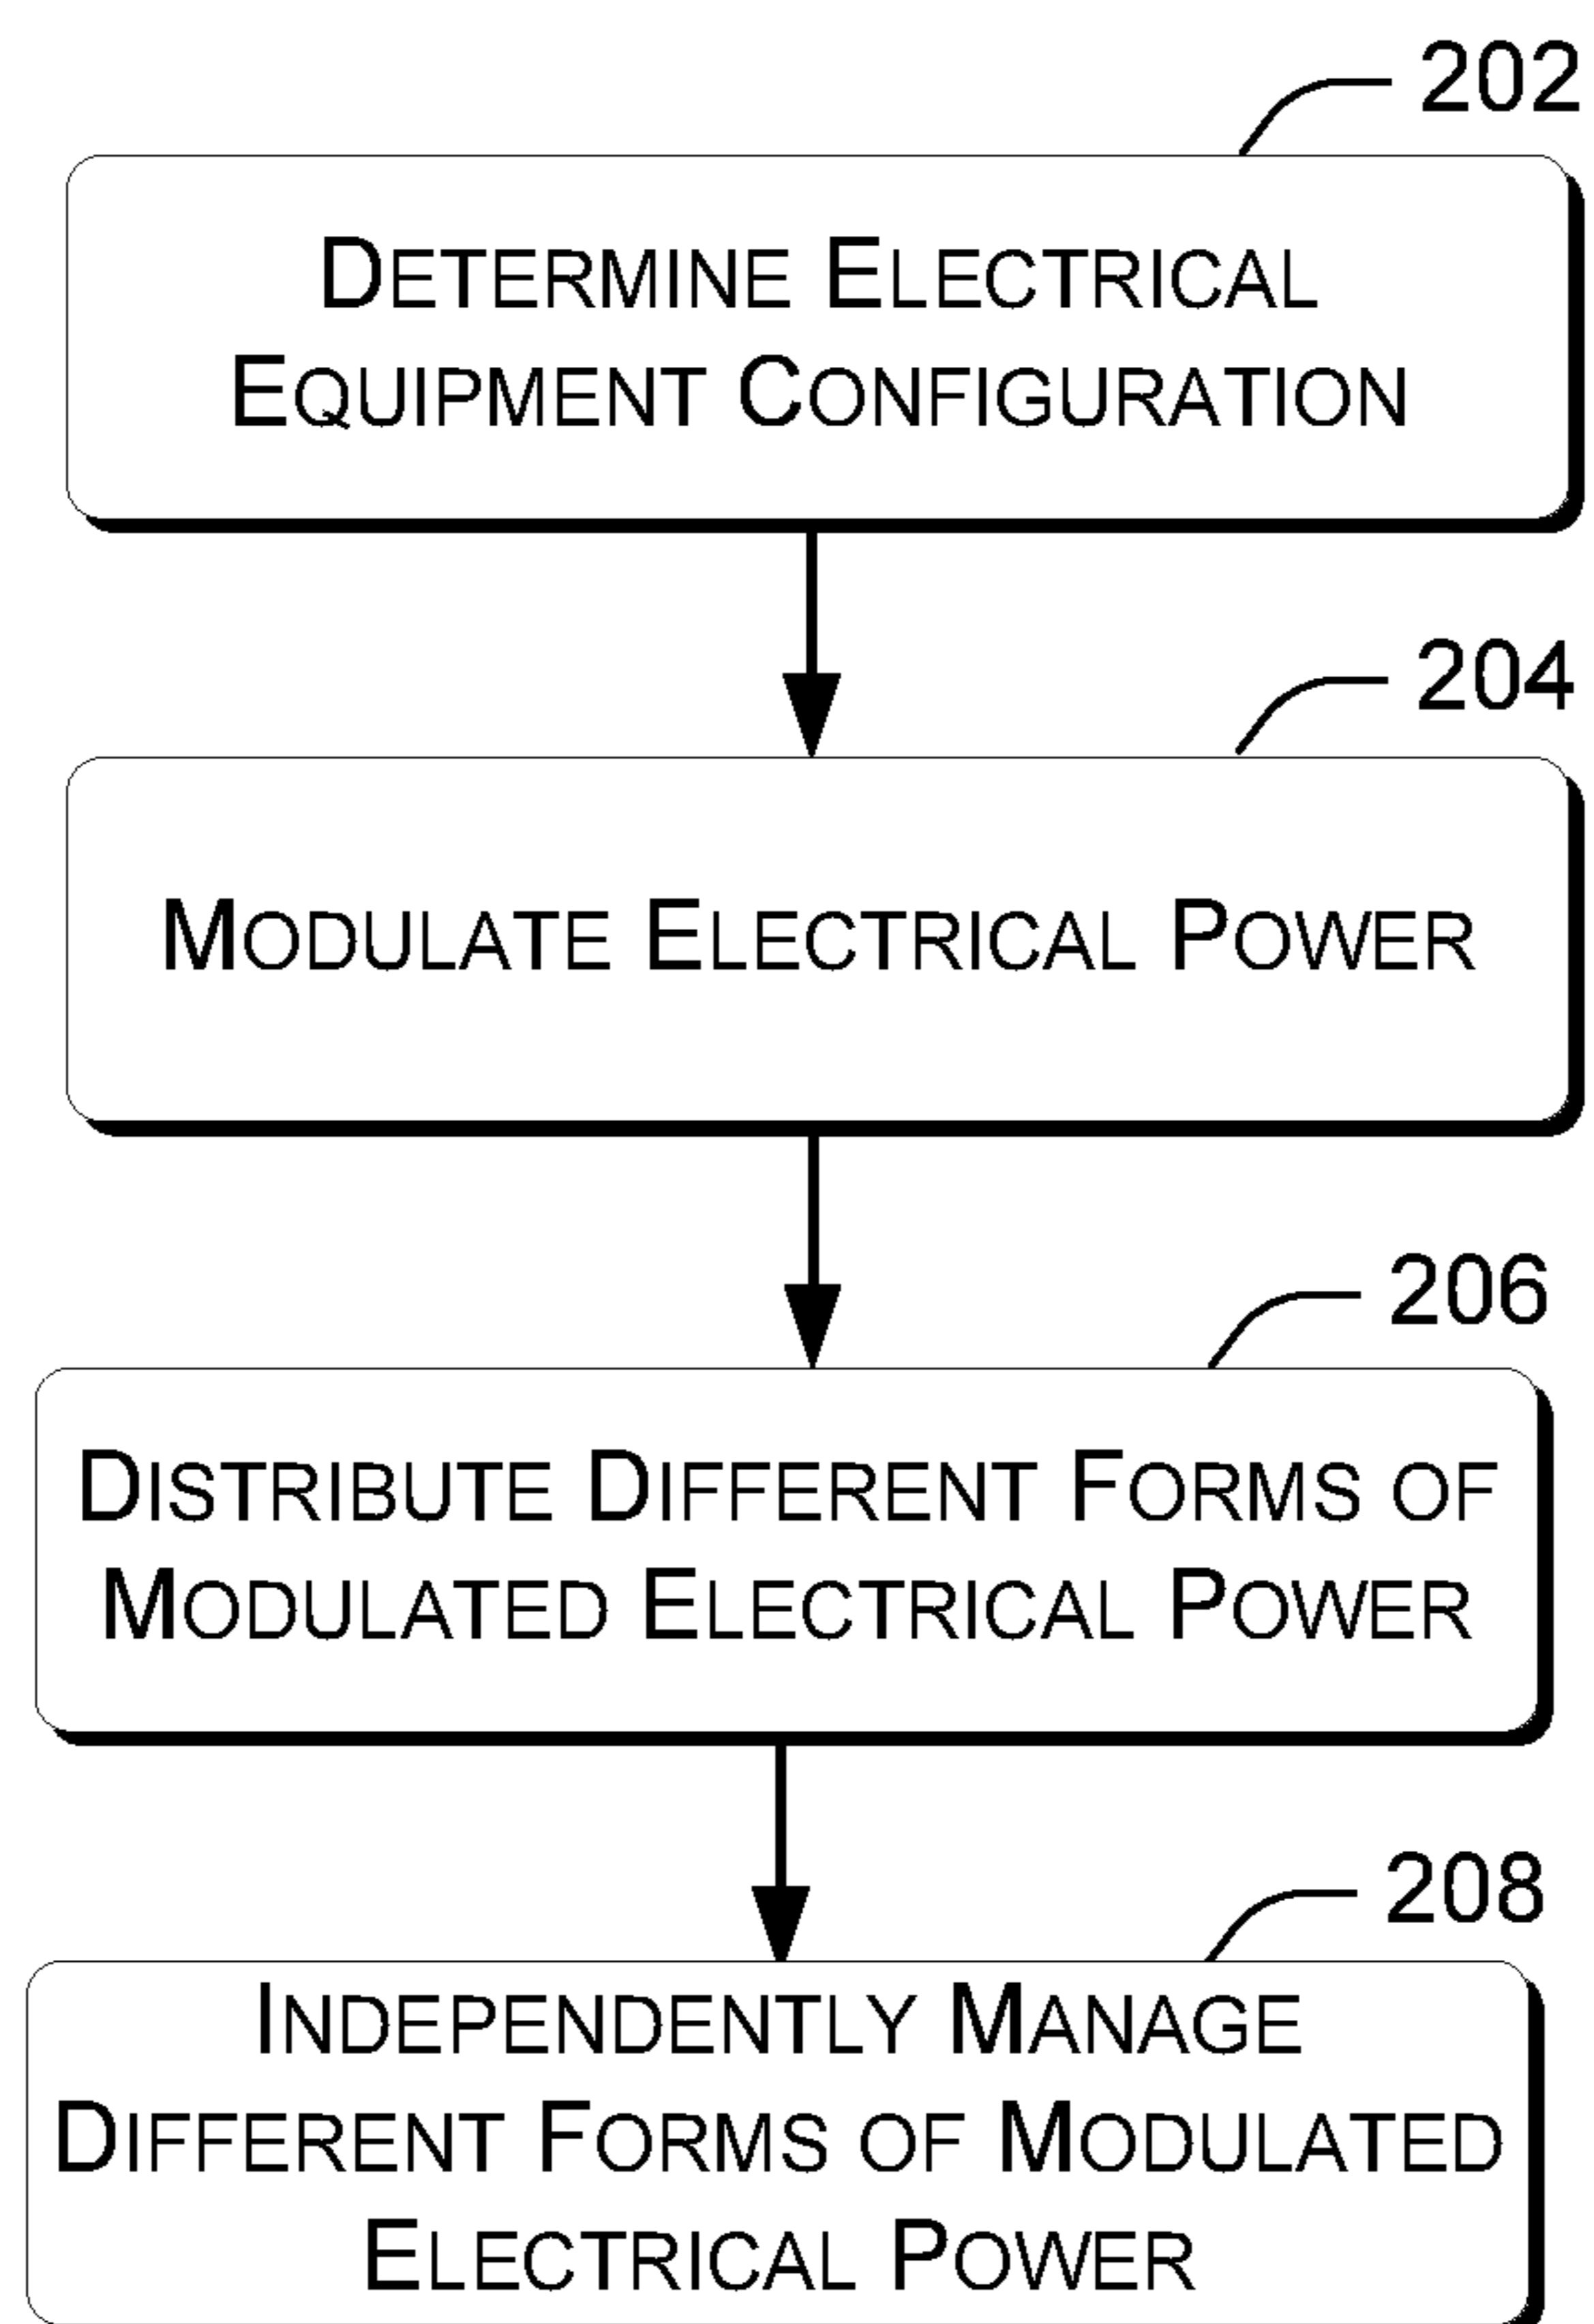 202
DETERMINE ELECTRICAL
EQUIPMENT CONFIGURATION
204
MODULATE ELECTRICAL POWER
206
DISTRIBUTE DIFFERENT FORMS OF
MODULATED ELECTRICAL POWER
208
INDEPENDENTLY MANAGE
DIFFERENT FORMS OF MODULATED
ELECTRICAL POWER